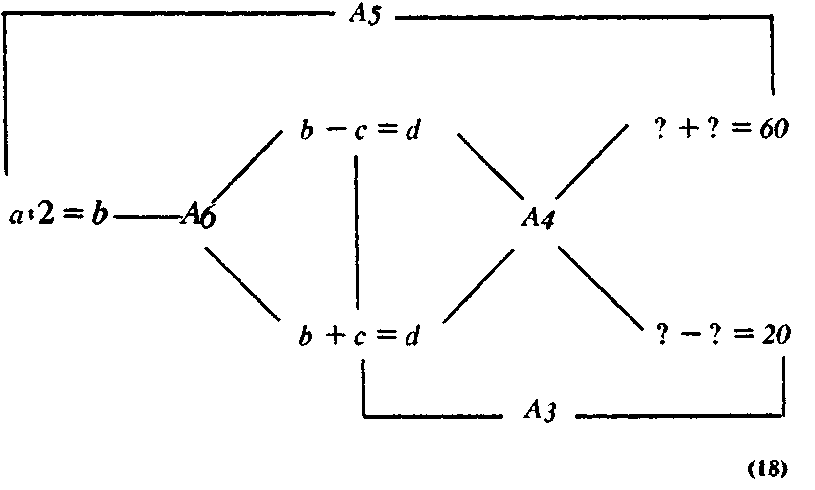 A5
b − c = d ? + ? = 60
a:2 = b A6 A4
b + c = d ? − ? = 20
A3
(18)